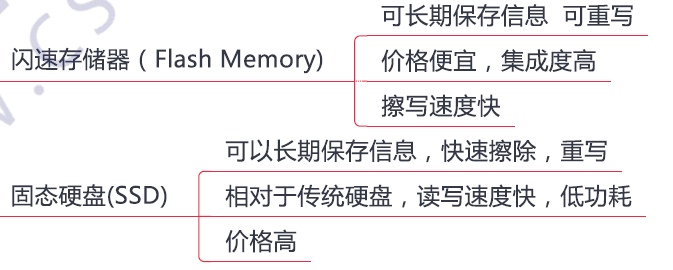 可长期保存信息 可重写
闪速存储器(Flash Memory)
价格便宜，集成度高
擦写速度快
可以长期保存信息，快速擦除，重写
固态硬盘(SSD)
相对于传统硬盘，读写速度快，低功耗
价格高